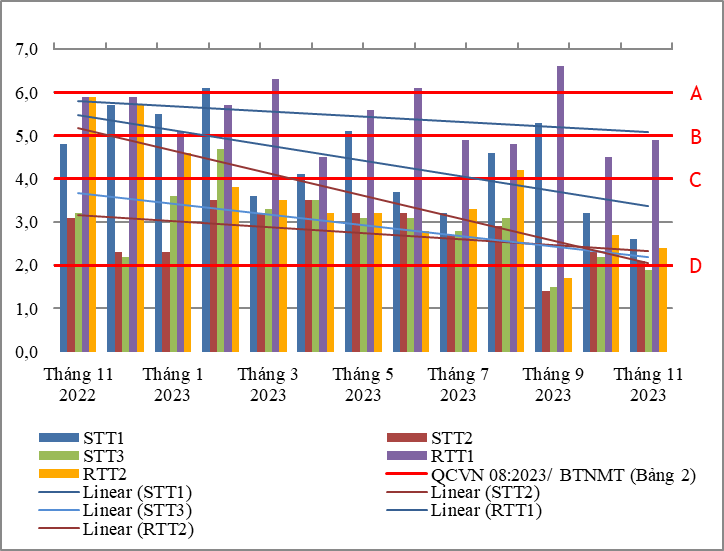 7,0
6,0
A
5,0
B
4,0
C
3,0
2,0
D
1,0
0,0
Tháng 11 Tháng 1 Tháng 3 Tháng 5 Tháng 7 Tháng 9 Tháng 11
2022 2023 2023 2023 2023 2023 2023
STT1 STT2
STT3 RTT1
RTT2 QCVN 08:2023/ BTNMT (Bảng 2)
Linear (STT1) Linear (STT2)
Linear (STT3) Linear (RTT1)
Linear (RTT2)